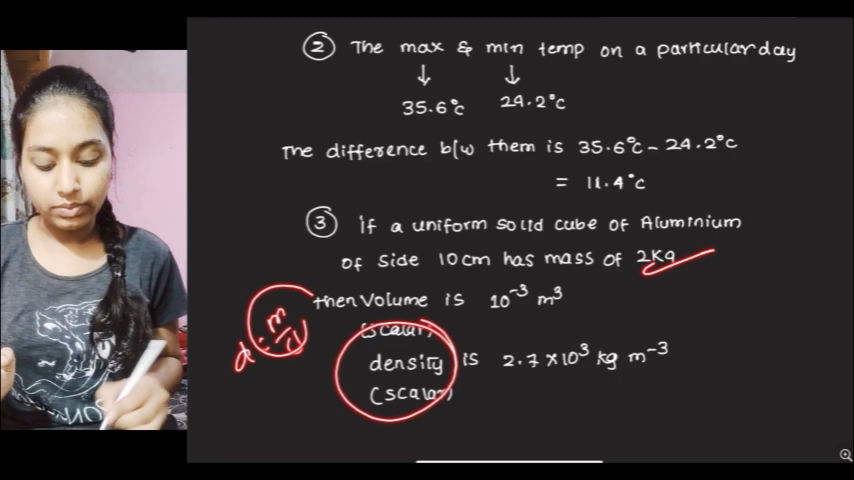 ② The max & min temp on a particular day
↓ ↓
35.6°c 24.2°c
The difference b/w them is 35.6°c - 24.2°c
= 11.4°c
③ if a uniform solid cube of Aluminium
of side 10cm has mass of 2Kg
then Volume is 10⁻³ m³
(scalar)
d = m/v
density is 2.7 × 10³ kg m⁻³
(scalar)